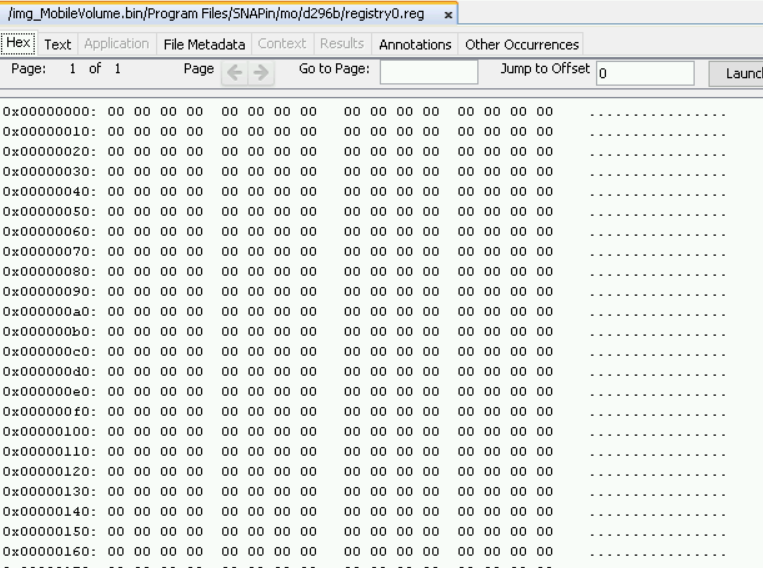 /img_MobileVolume.bin/Program Files/SNAPin/mo/d296b/registry0.reg x
Hex Text Application File Metadata Context Results Annotations Other Occurrences
Page: 1 of 1 Page Go to Page: Jump to Offset 0 Launch
0x00000000: 00 00 00 00 00 00 00 00 00 00 00 00 00 00 00 00 ................
0x00000010: 00 00 00 00 00 00 00 00 00 00 00 00 00 00 00 00 ................
0x00000020: 00 00 00 00 00 00 00 00 00 00 00 00 00 00 00 00 ................
0x00000030: 00 00 00 00 00 00 00 00 00 00 00 00 00 00 00 00 ................
0x00000040: 00 00 00 00 00 00 00 00 00 00 00 00 00 00 00 00 ................
0x00000050: 00 00 00 00 00 00 00 00 00 00 00 00 00 00 00 00 ................
0x00000060: 00 00 00 00 00 00 00 00 00 00 00 00 00 00 00 00 ................
0x00000070: 00 00 00 00 00 00 00 00 00 00 00 00 00 00 00 00 ................
0x00000080: 00 00 00 00 00 00 00 00 00 00 00 00 00 00 00 00 ................
0x00000090: 00 00 00 00 00 00 00 00 00 00 00 00 00 00 00 00 ................
0x000000a0: 00 00 00 00 00 00 00 00 00 00 00 00 00 00 00 00 ................
0x000000b0: 00 00 00 00 00 00 00 00 00 00 00 00 00 00 00 00 ................
0x000000c0: 00 00 00 00 00 00 00 00 00 00 00 00 00 00 00 00 ................
0x000000d0: 00 00 00 00 00 00 00 00 00 00 00 00 00 00 00 00 ................
0x000000e0: 00 00 00 00 00 00 00 00 00 00 00 00 00 00 00 00 ................
0x000000f0: 00 00 00 00 00 00 00 00 00 00 00 00 00 00 00 00 ................
0x00000100: 00 00 00 00 00 00 00 00 00 00 00 00 00 00 00 00 ................
0x00000110: 00 00 00 00 00 00 00 00 00 00 00 00 00 00 00 00 ................
0x00000120: 00 00 00 00 00 00 00 00 00 00 00 00 00 00 00 00 ................
0x00000130: 00 00 00 00 00 00 00 00 00 00 00 00 00 00 00 00 ................
0x00000140: 00 00 00 00 00 00 00 00 00 00 00 00 00 00 00 00 ................
0x00000150: 00 00 00 00 00 00 00 00 00 00 00 00 00 00 00 00 ................
0x00000160: 00 00 00 00 00 00 00 00 00 00 00 00 00 00 00 00 ................